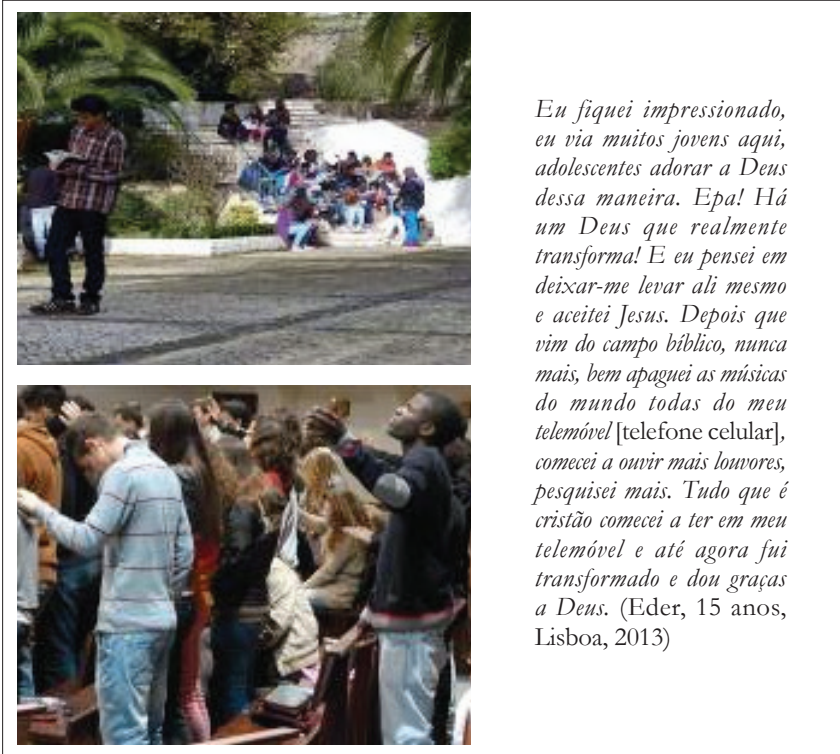 Eu fiquei impressionado,
eu via muitos jovens aqui,
adolescentes adorar a Deus
dessa maneira. Epa! Há
um Deus que realmente
transforma! E eu pensei em
deixar-me levar ali mesmo
e aceitei Jesus. Depois que
vim do campo bíblico, nunca
mais, bem apaguei as músicas
do mundo todas do meu
telemóvel [telefone celular],
comecei a ouvir mais louvores,
pesquisei mais. Tudo que é
cristão comecei a ter em meu
telemóvel e até agora fui
transformado e dou graças
a Deus. (Eder, 15 anos,
Lisboa, 2013)